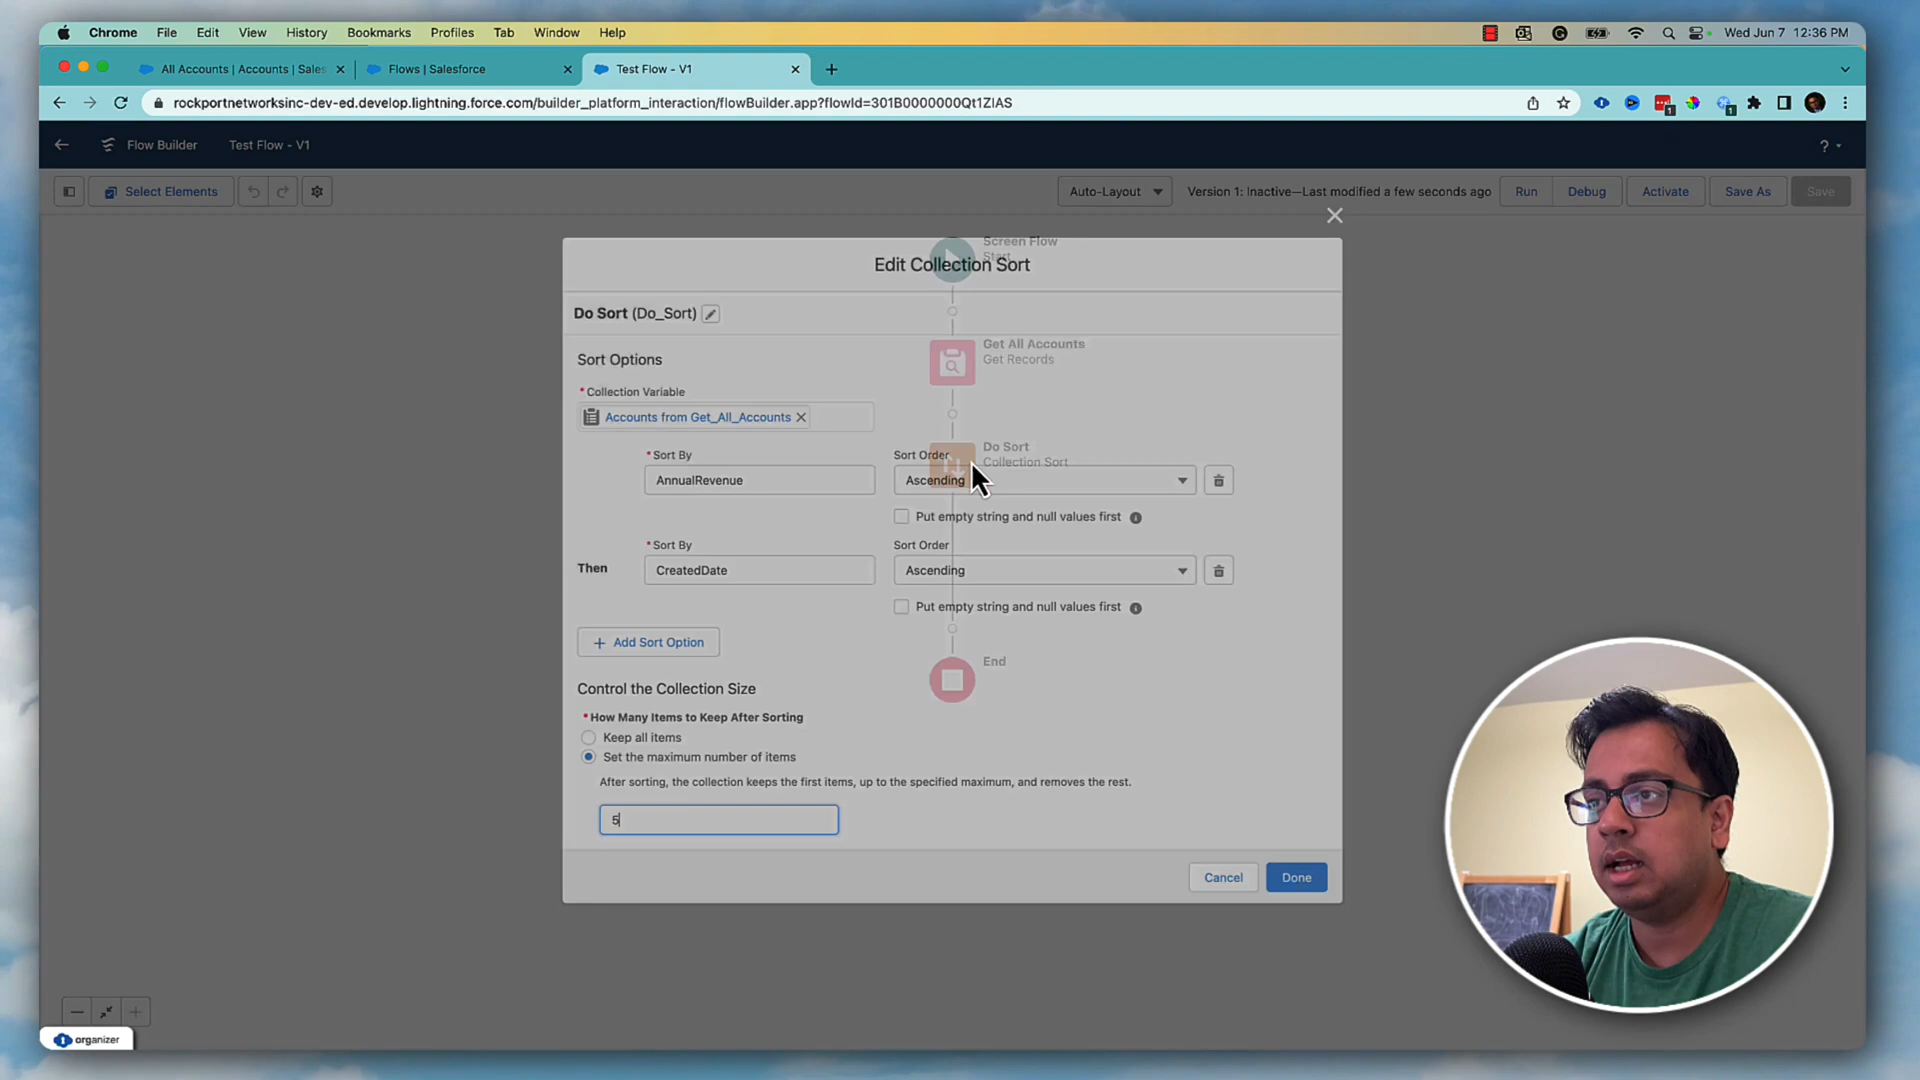 Chrome File Edit View History Bookmarks Profiles Tab Window Help Wed Jun 7 12:36 PM
All Accounts | Accounts | Sales Flows | Salesforce Test Flow - V1
rockportnetworksinc-dev-ed.develop.lightning.force.com/builder_platform_interaction/flowBuilder.app?flowId=301B0000000Qt1ZIAS 1 1
Flow Builder Test Flow - V1 ?
Select Elements Auto-Layout Version 1: Inactive—Last modified a few seconds ago Run Debug Activate Save As Save
Screen Flow
Start
Edit Collection Sort
Do Sort (Do_Sort)
Get All Accounts
Get Records
Sort Options
* Collection Variable
Accounts from Get_All_Accounts
Do Sort
Collection Sort
* Sort By Sort Order
AnnualRevenue Ascending
Put empty string and null values first
* Sort By Sort Order
Then CreatedDate Ascending
Put empty string and null values first
+ Add Sort Option
End
Control the Collection Size
* How Many Items to Keep After Sorting
Keep all items
Set the maximum number of items
After sorting, the collection keeps the first items, up to the specified maximum, and removes the rest.
5
Cancel Done
organizer